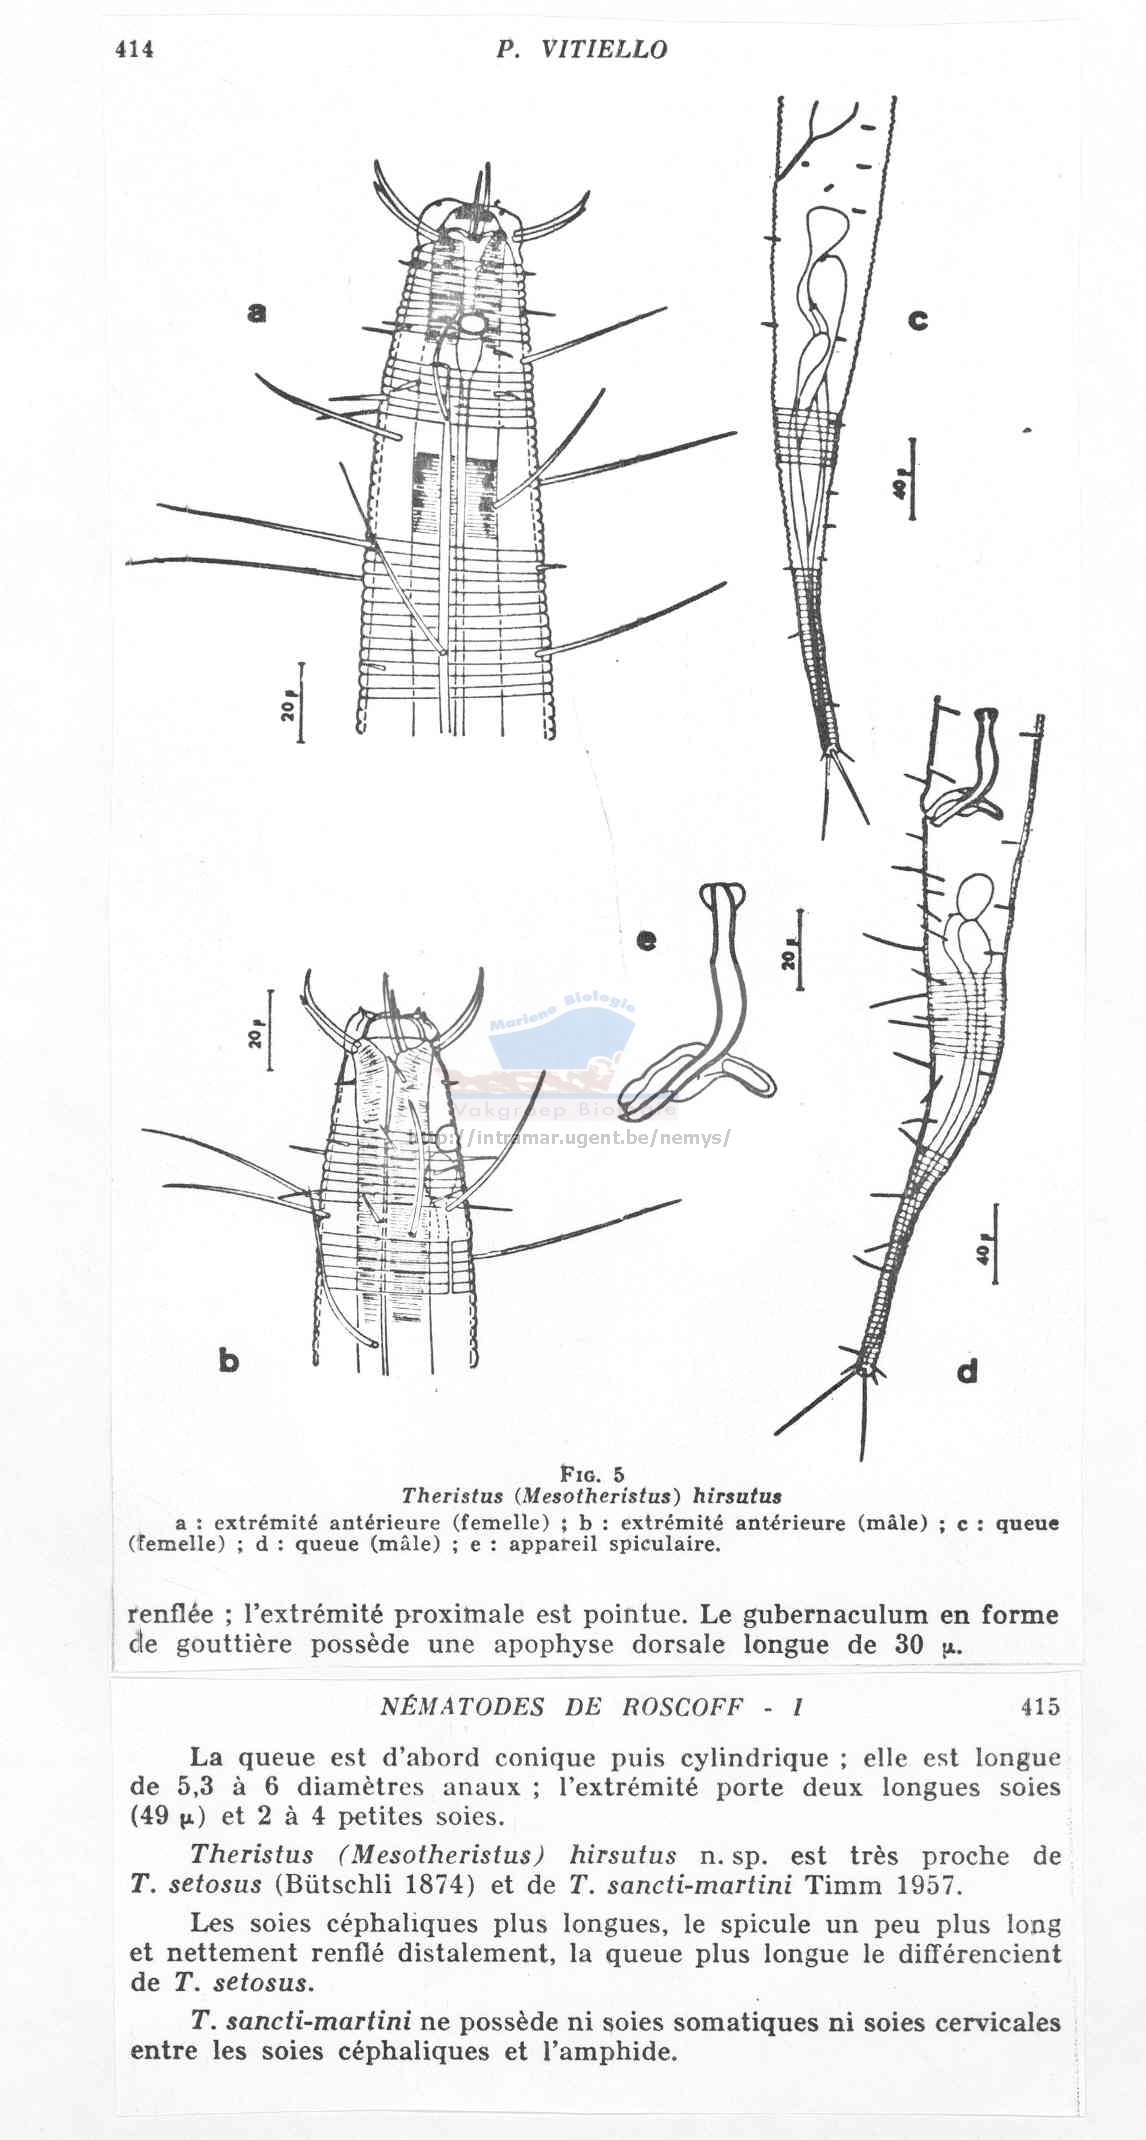 414
P. VITIELLO
a
c
40 µ
20 µ
e
20 µ
20 µ
Mariene Biologie
Vakgroep Biologie
http://intramar.ugent.be/nemys/
40 µ
b
d
FIG. 5
Theristus (Mesotheristus) hirsutus
a : extrémité antérieure (femelle) ; b : extrémité antérieure (mâle) ; c : queue
(femelle) ; d : queue (mâle) ; e : appareil spiculaire.
renflée ; l'extrémité proximale est pointue. Le gubernaculum en forme
de gouttière possède une apophyse dorsale longue de 30 µ.
NÉMATODES DE ROSCOFF - I
415
La queue est d'abord conique puis cylindrique ; elle est longue
de 5,3 à 6 diamètres anaux ; l'extrémité porte deux longues soies
(49 µ) et 2 à 4 petites soies.
Theristus (Mesotheristus) hirsutus n. sp. est très proche de
T. setosus (Bütschli 1874) et de T. sancti-martini Timm 1957.
Les soies céphaliques plus longues, le spicule un peu plus long
et nettement renflé distalement, la queue plus longue le différencient
de T. setosus.
T. sancti-martini ne possède ni soies somatiques ni soies cervicales
entre les soies céphaliques et l'amphide.